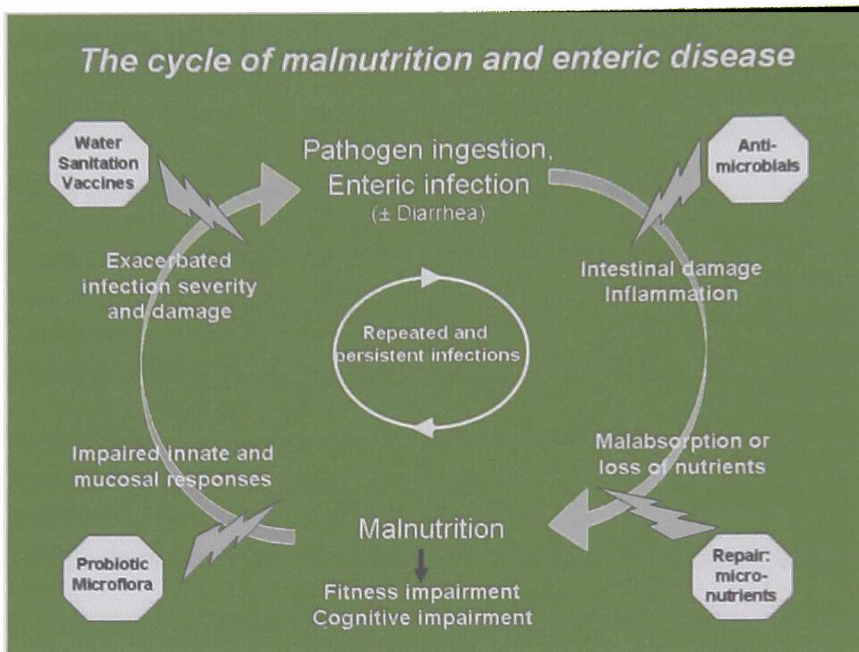 The cycle of malnutrition and enteric disease
Water
Sanitation
Vaccines
Pathogen ingestion,
Enteric infection
(± Diarrhea)
Anti-
microbials
Exacerbated
infection severity
and damage
Intestinal damage
Inflammation
Repeated and
persistent infections
Impaired innate and
mucosal responses
Malabsorption or
loss of nutrients
Malnutrition
Probiotic
Microflora
Repair:
micro-
nutrients
Fitness impairment
Cognitive impairment